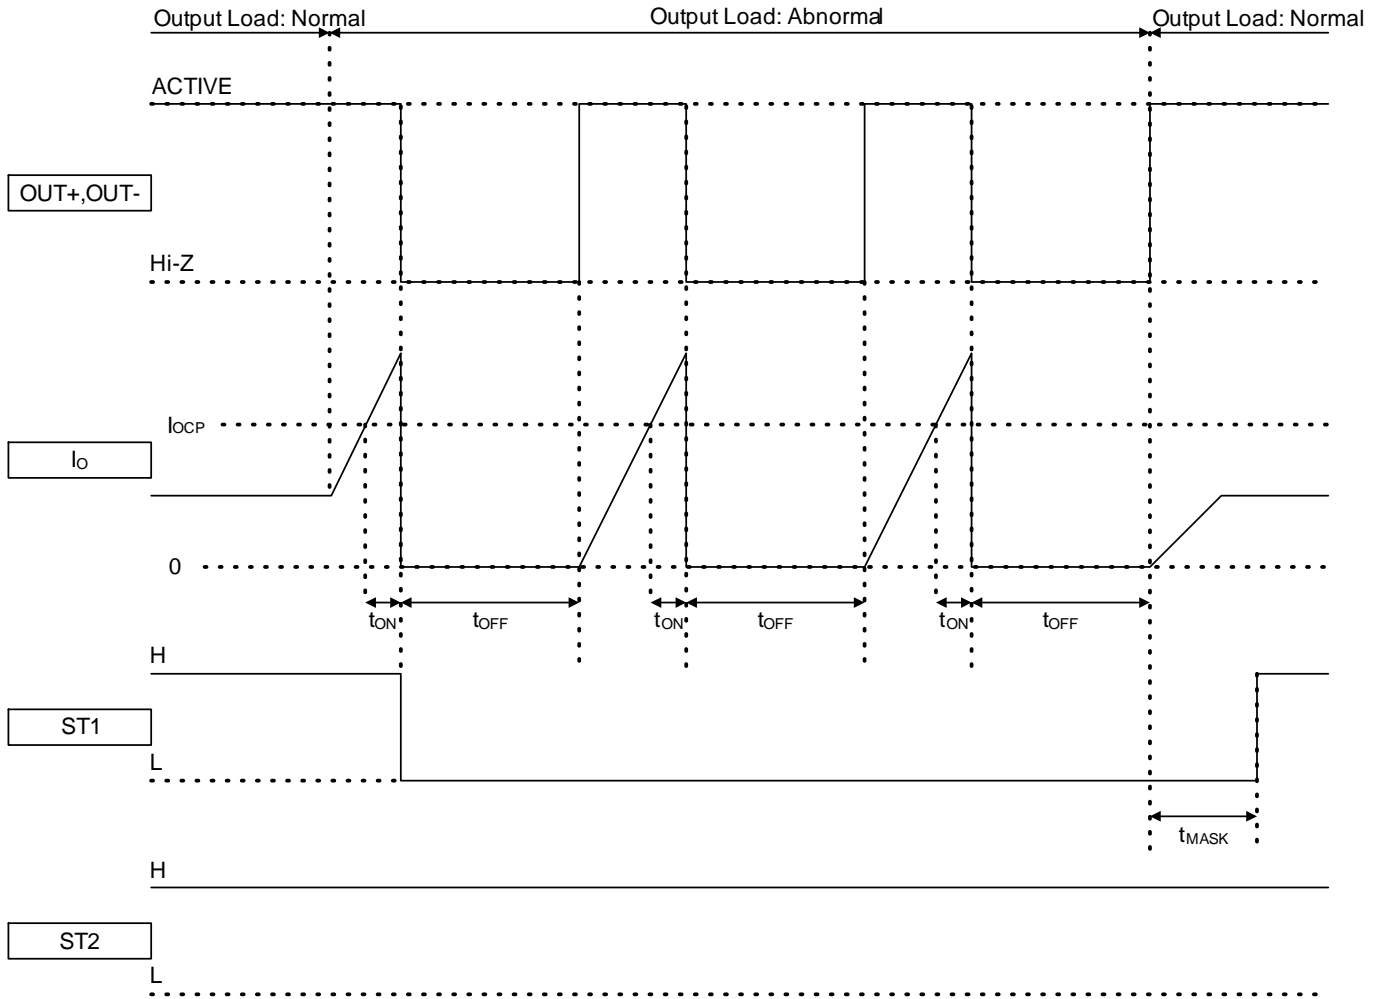 Output Load: Normal
Output Load: Abnormal
Output Load: Normal
ACTIVE
OUT+,OUT-
Hi-Z
IOCP
IO
0
tON
tOFF
tON
tOFF
tON
tOFF
H
ST1
L
tMASK
H
ST2
L